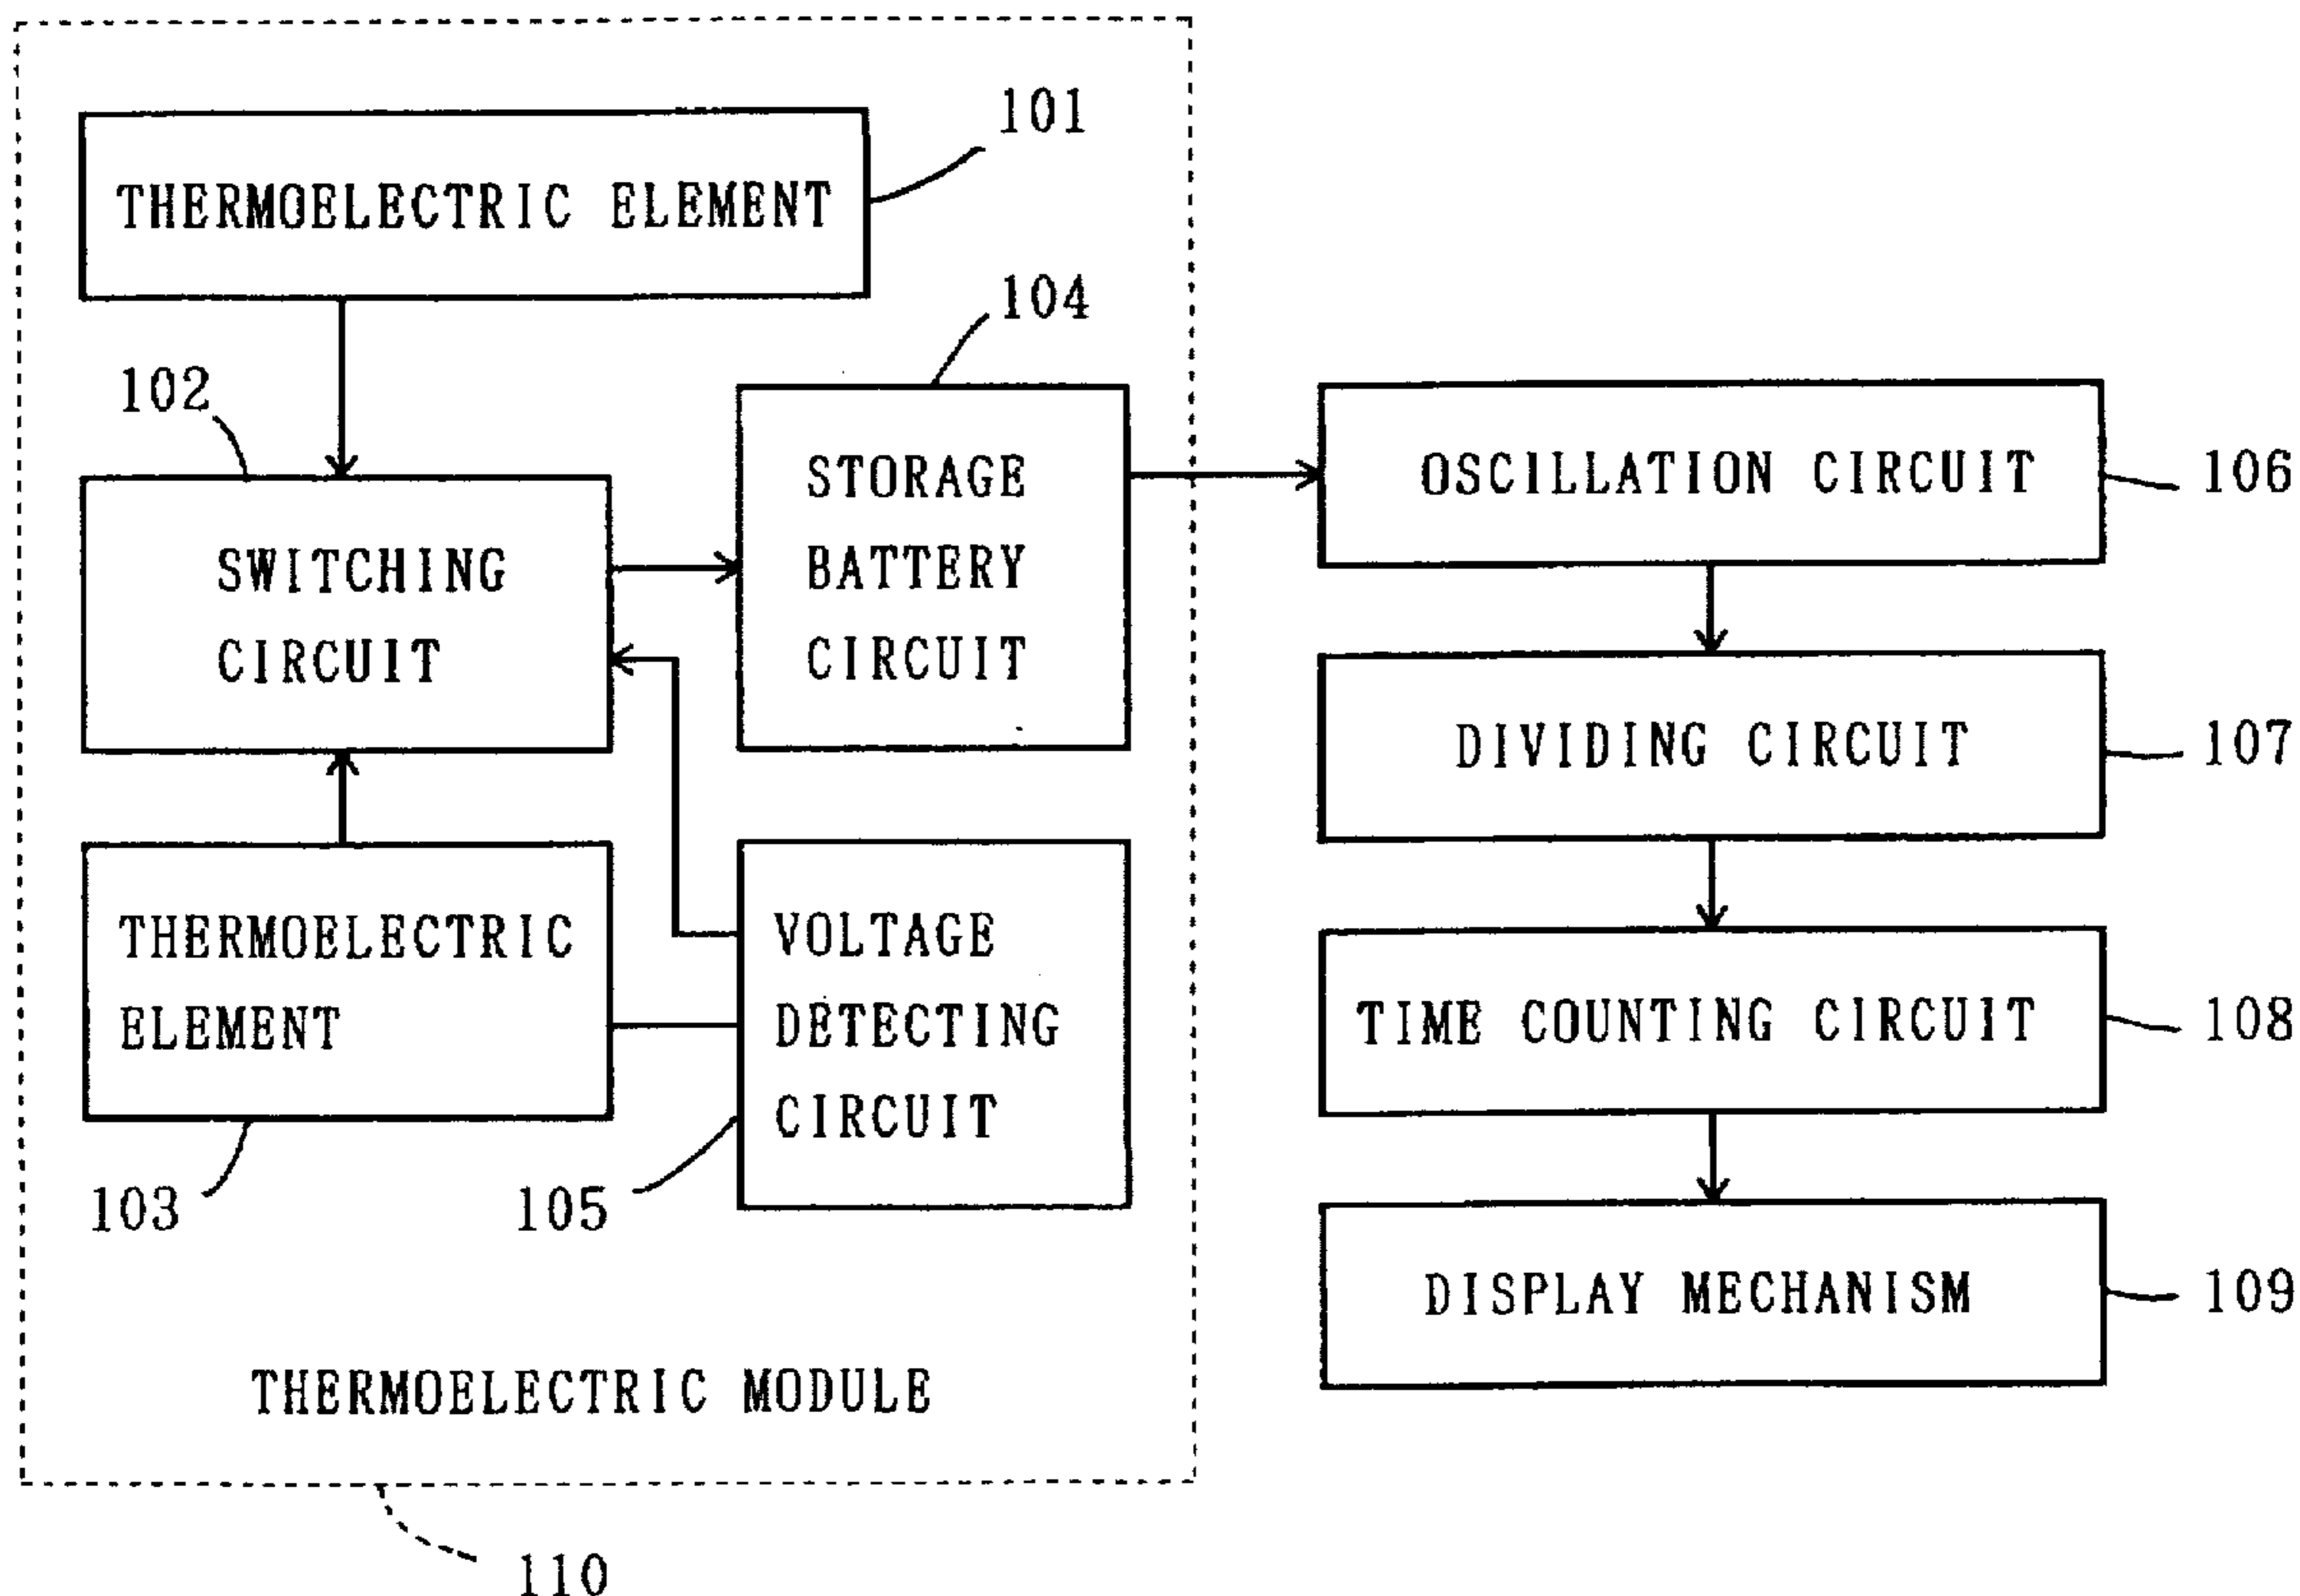 101
THERMOELECTRIC ELEMENT
104
102
STORAGE
BATTERY
CIRCUIT
SWITCHING
CIRCUIT
OSCILLATION CIRCUIT
106
DIVIDING CIRCUIT
107
THERMOELECTRIC
ELEMENT
VOLTAGE
DETECTING
CIRCUIT
TIME COUNTING CIRCUIT
108
103
105
DISPLAY MECHANISM
109
THERMOELECTRIC MODULE
110